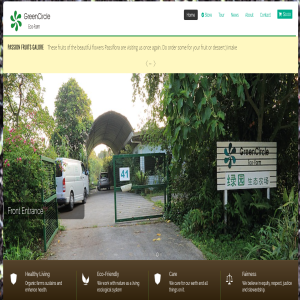 GreenCircle
Eco-Farm
Home
Store
Tour
News
About
Contact
Store
PASSION FRUITS GALORE These fruits of the beautiful flowers Passiflora are visiting us once again. Do order some for your fruit or dessert intake
41
GreenCircle
Eco-Farm
绿园 生态农场
Front Entrance
Healthy Living
Organic farms sustains and
enhance health.
Eco-Friendly
We work with nature as a living
ecological system
Care
We care for our earth and all
things on it.
Fairness
We believe in equity, respect, justice
and stewardship.